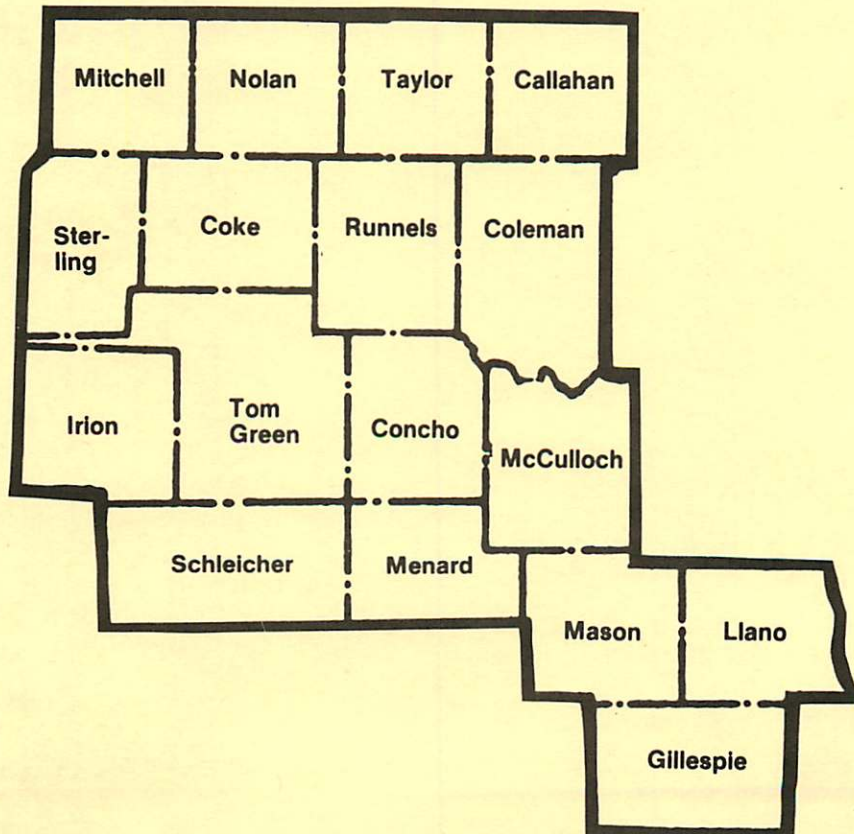 Mitchell
Nolan
Taylor
Callahan
Ster-
ling
Coke
Runnels
Coleman
Irion
Tom
Green
Concho
McCulloch
Schleicher
Menard
Mason
Llano
Gillespie